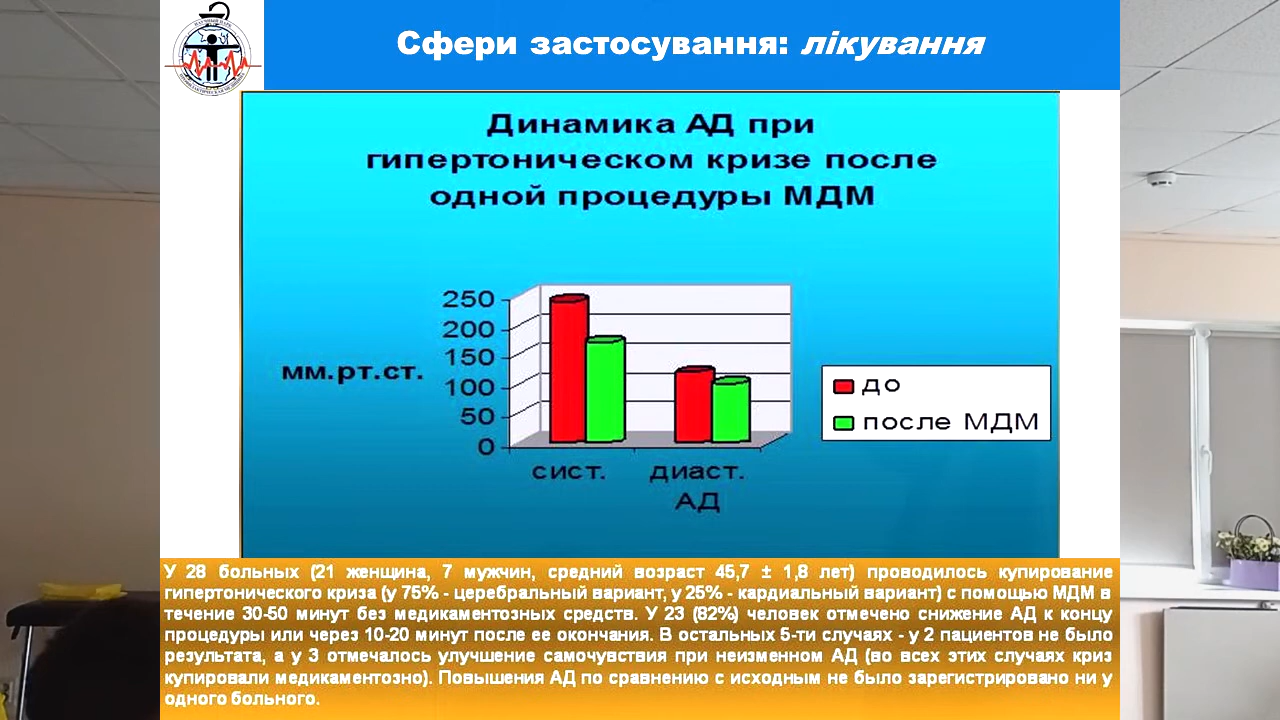 Сфери застосування: лікування
Динамика АД при
гипертоническом кризе после
одной процедуры МДМ
250
200
150
100
50
0
мм.рт.ст.
сист.
диаст.
АД
до
после МДМ
У 28 больных (21 женщина, 7 мужчин, средний возраст 45,7 ± 1,8 лет) проводилось купирование
гипертонического криза (у 75% - церебральный вариант, у 25% - кардиальный вариант) с помощью МДМ в
течение 30-50 минут без медикаментозных средств. У 23 (82%) человек отмечено снижение АД к концу
процедуры или через 10-20 минут после ее окончания. В остальных 5-ти случаях - у 2 пациентов не было
результата, а у 3 отмечалось улучшение самочувствия при неизменном АД (во всех этих случаях криз
купировали медикаментозно). Повышения АД по сравнению с исходным не было зарегистрировано ни у
одного больного.